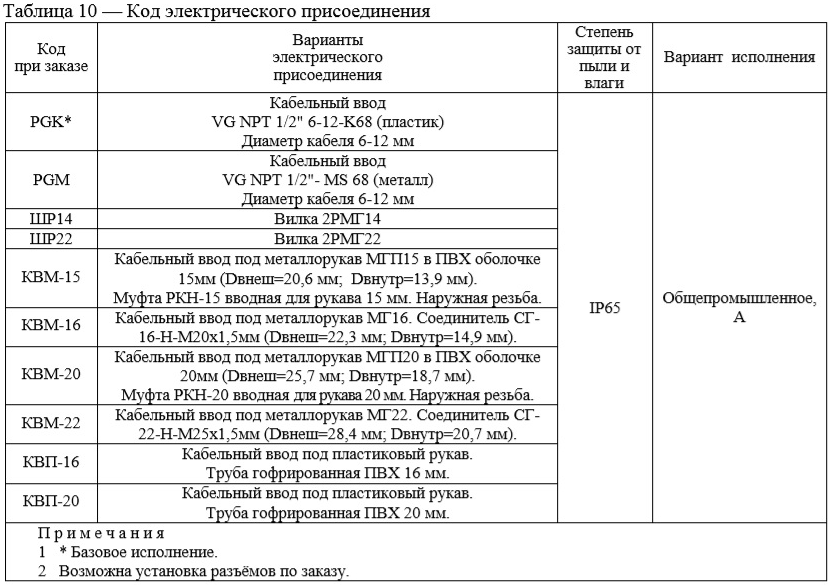 Таблица 10 — Код электрического присоединения
Код
при заказе
Варианты
электрического
присоединения
Степень
защиты от
пыли и
влаги
Вариант исполнения
PGK*
Кабельный ввод
VG NPT 1/2" 6-12-K68 (пластик)
Диаметр кабеля 6-12 мм
PGM
Кабельный ввод
VG NPT 1/2"- MS 68 (металл)
Диаметр кабеля 6-12 мм
ШР14
Вилка 2РМГ14
ШР22
Вилка 2РМГ22
КВМ-15
Кабельный ввод под металлорукав МГП15 в ПВХ оболочке
15мм (Dвнеш=20,6 мм; Dвнутр=13,9 мм).
Муфта РКН-15 вводная для рукава 15 мм. Наружная резьба.
КВМ-16
Кабельный ввод под металлорукав МГ16. Соединитель СГ-
16-Н-М20х1,5мм (Dвнеш=22,3 мм; Dвнутр=14,9 мм).
КВМ-20
Кабельный ввод под металлорукав МГП20 в ПВХ оболочке
20мм (Dвнеш=25,7 мм; Dвнутр=18,7 мм).
Муфта РКН-20 вводная для рукава 20 мм. Наружная резьба.
КВМ-22
Кабельный ввод под металлорукав МГ22. Соединитель СГ-
22-Н-М25х1,5мм (Dвнеш=28,4 мм; Dвнутр=20,7 мм).
КВП-16
Кабельный ввод под пластиковый рукав.
Труба гофрированная ПВХ 16 мм.
КВП-20
Кабельный ввод под пластиковый рукав.
Труба гофрированная ПВХ 20 мм.
IP65
Общепромышленное,
А
Примечания
1 * Базовое исполнение.
2 Возможна установка разъёмов по заказу.